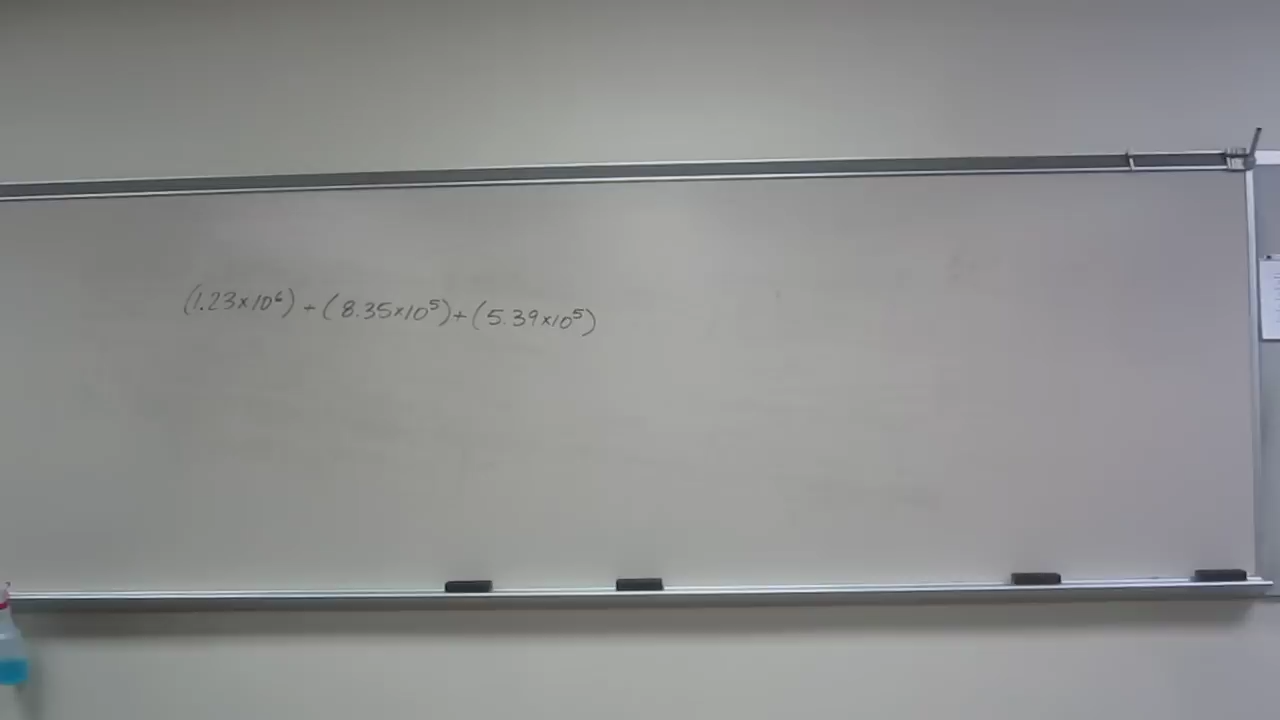 (1.23×10⁶) + (8.35×10⁵) + (5.39×10⁵)